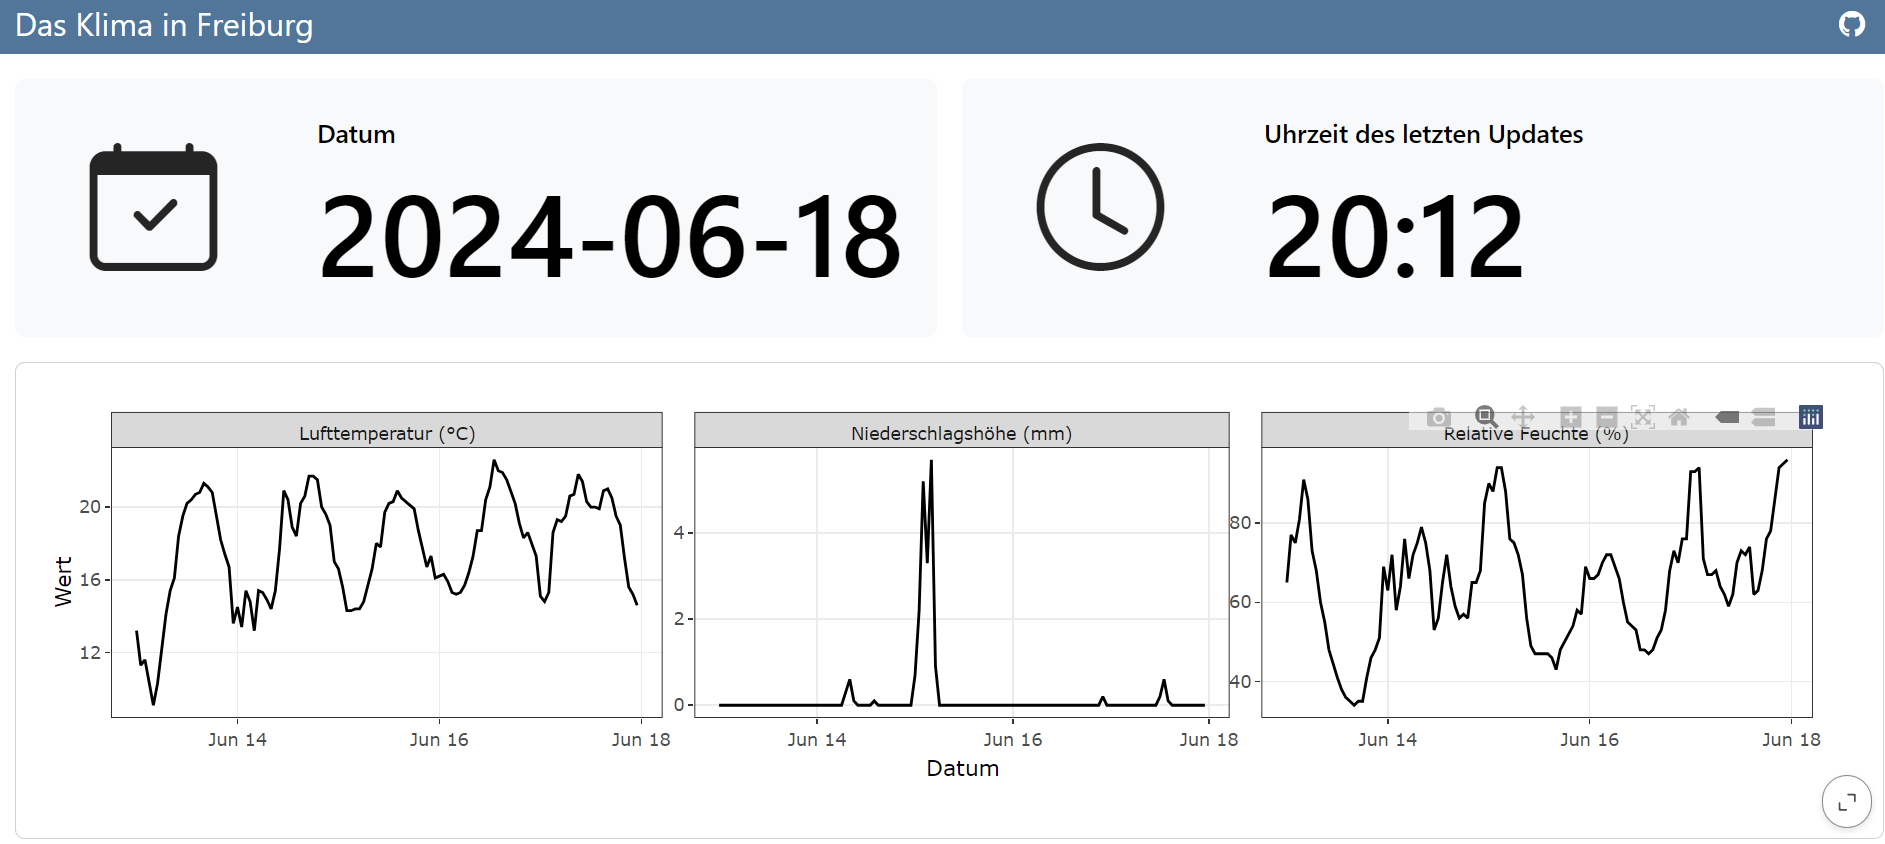 Das Klima in Freiburg
Datum
2024-06-18
Uhrzeit des letzten Updates
20:12
Lufttemperatur (°C)
Niederschlagshöhe (mm)
Relative Feuchte (%)
Wert
20
16
12
4
2
0
80
60
40
Jun 14
Jun 16
Jun 18
Jun 14
Jun 16
Jun 18
Jun 14
Jun 16
Jun 18
Datum